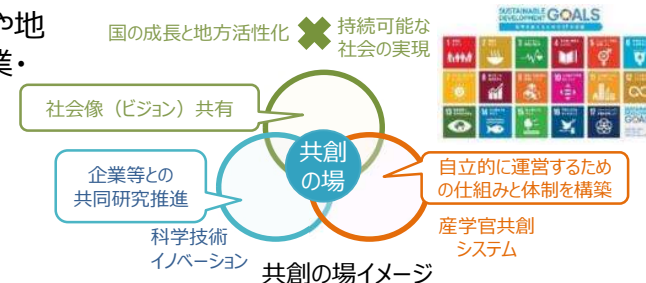 や地
業・
国の成長と地方活性化
持続可能な
社会の実現
SUSTAINABLE DEVELOPMENT GOALS
社会像（ビジョン）共有
共創
の場
企業等との
共同研究推進
自立的に運営するため
の仕組みと体制を構築
科学技術
イノベーション
産学官共創
システム
共創の場イメージ